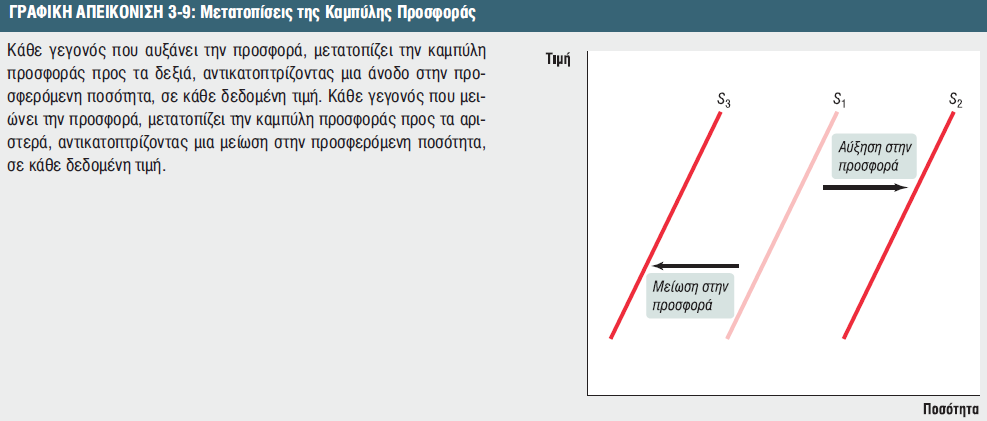 ΓΡΑΦΙΚΗ ΑΠΕΙΚΟΝΙΣΗ 3-9: Μετατοπίσεις της Καμπύλης Προσφοράς
Κάθε γεγονός που αυξάνει την προσφορά, μετατοπίζει την καμπύλη
προσφοράς προς τα δεξιά, αντικατοπτρίζοντας μια άνοδο στην προ-
σφερόμενη ποσότητα, σε κάθε δεδομένη τιμή. Κάθε γεγονός που μει-
ώνει την προσφορά, μετατοπίζει την καμπύλη προσφοράς προς τα αρι-
στερά, αντικατοπτρίζοντας μια μείωση στην προσφερόμενη ποσότητα,
σε κάθε δεδομένη τιμή.
Τιμή
S3
S1
S2
Αύξηση στην
προσφορά
Μείωση στην
προσφορά
Ποσότητα